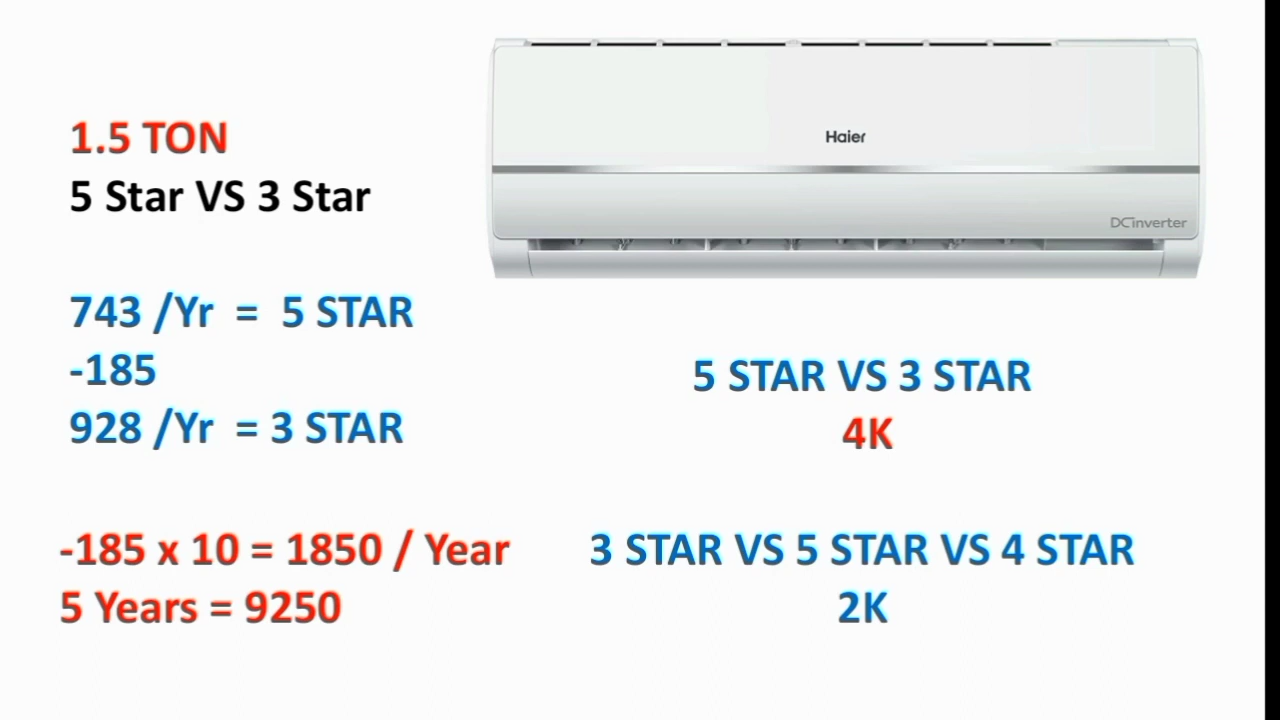 Haier
DC inverter
1.5 TON
5 Star VS 3 Star
743 /Yr = 5 STAR
-185
928 /Yr = 3 STAR
5 STAR VS 3 STAR
4K
-185 x 10 = 1850 / Year
5 Years = 9250
3 STAR VS 5 STAR VS 4 STAR
2K